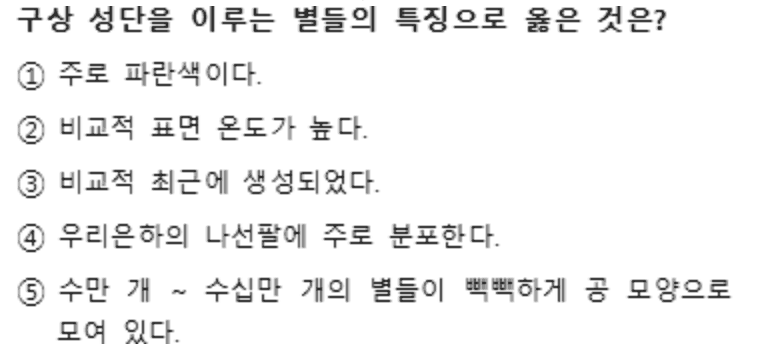 구상 성단을 이루는 별들의 특징으로 옳은 것은?
① 주로 파란색이다.
② 비교적 표면 온도가 높다.
③ 비교적 최근에 생성되었다.
④ 우리은하의 나선팔에 주로 분포한다.
⑤ 수만 개 ~ 수십만 개의 별들이 빽빽하게 공 모양으로
모여 있다.